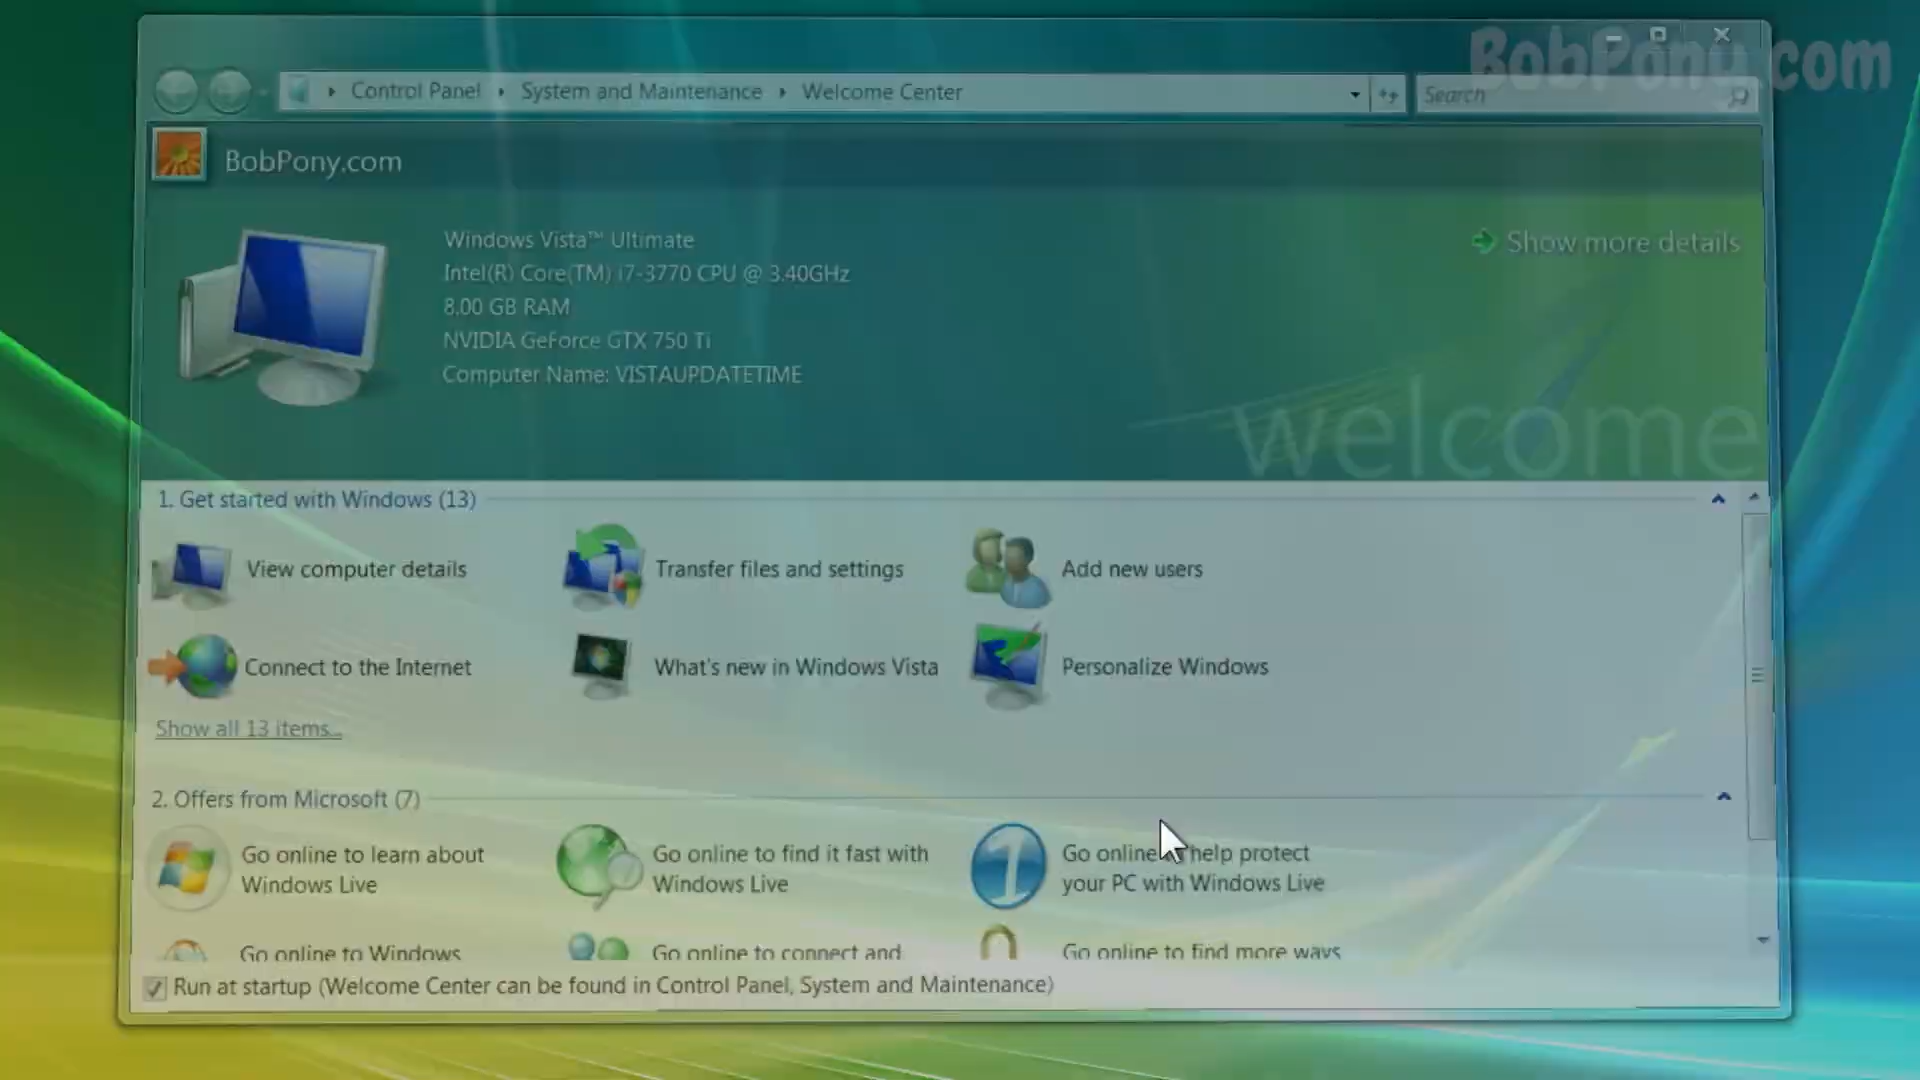 BobPony.com
Control Panel System and Maintenance Welcome Center
Search
BobPony.com
Windows Vista™ Ultimate
Intel(R) Core(TM) i7-3770 CPU @ 3.40GHz
8.00 GB RAM
NVIDIA GeForce GTX 750 Ti
Computer Name: VISTAUPDATETIME
Show more details
welcome
1. Get started with Windows (13)
View computer details
Transfer files and settings
Add new users
Connect to the Internet
What's new in Windows Vista
Personalize Windows
Show all 13 items...
2. Offers from Microsoft (7)
Go online to learn about
Windows Live
Go online to find it fast with
Windows Live
Go online to help protect
your PC with Windows Live
Go online to Windows
Go online to connect and
Go online to find more ways
Run at startup (Welcome Center can be found in Control Panel, System and Maintenance)